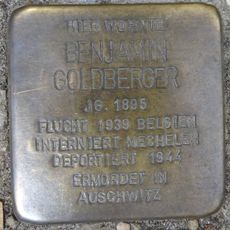 HIER WOHNTE
BENJAMIN
GOLDBERGER
JG. 1895
FLUCHT 1939 BELGIEN
INTERNIERT MECHELEN
DEPORTIERT 1944
ERMORDET IN
AUSCHWITZ